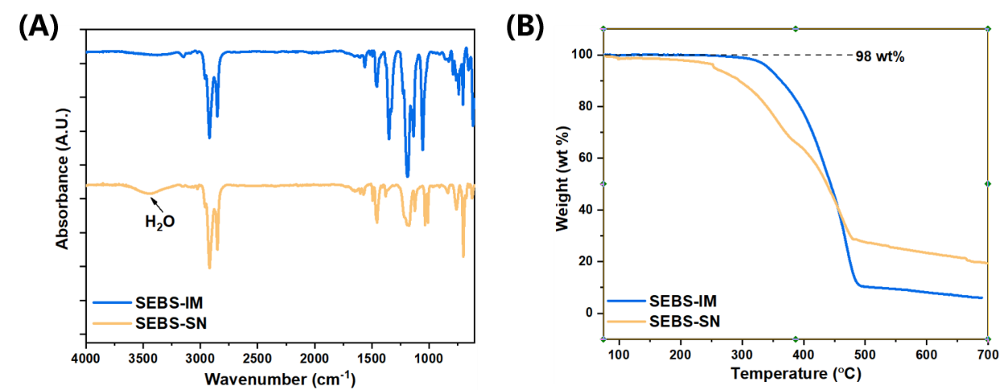 (A)
Absorbance (A.U.)
H2O
SEBS-IM
SEBS-SN
4000 3500 3000 2500 2000 1500 1000
Wavenumber (cm-1)
(B)
Weight (wt %)
100
80
60
40
20
0
98 wt%
SEBS-IM
SEBS-SN
100 200 300 400 500 600 700
Temperature (oC)